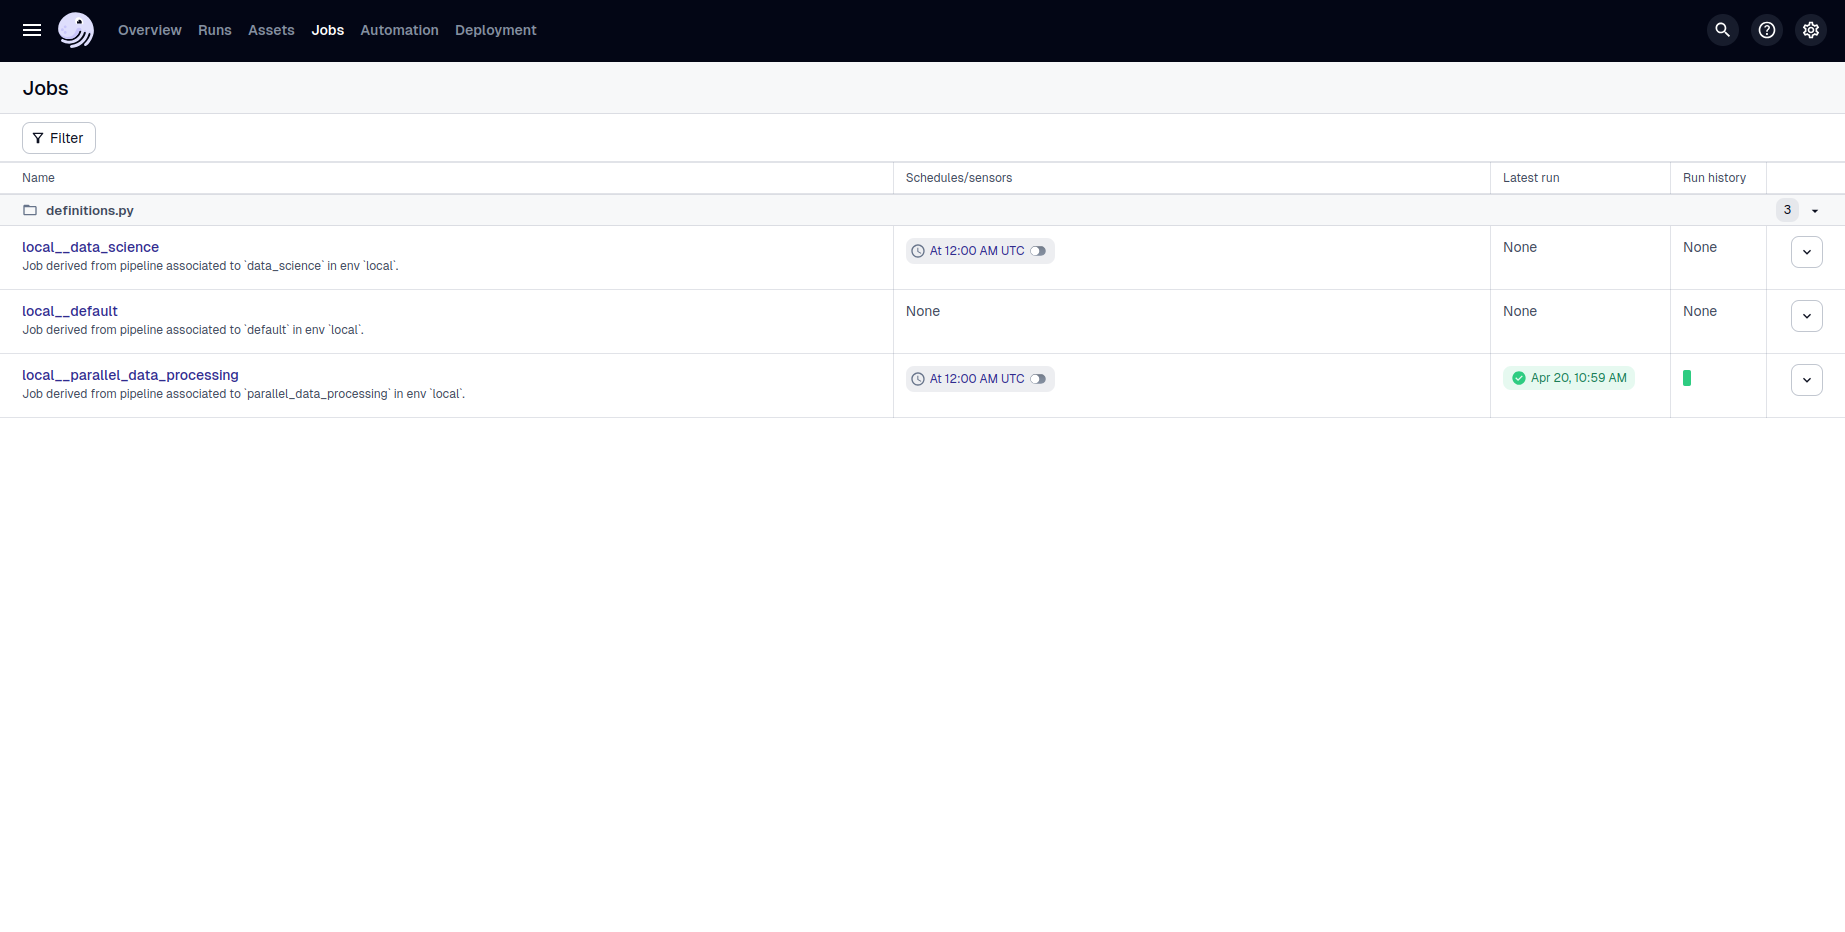 Overview Runs Assets Jobs Automation Deployment
Jobs
Filter
Name Schedules/sensors Latest run Run history
definitions.py 3
local__data_science At 12:00 AM UTC None None
Job derived from pipeline associated to `data_science` in env `local`.
local__default None None None
Job derived from pipeline associated to `default` in env `local`.
local__parallel_data_processing At 12:00 AM UTC Apr 20, 10:59 AM
Job derived from pipeline associated to `parallel_data_processing` in env `local`.